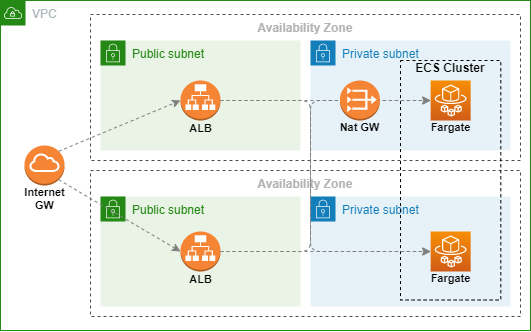 VPC
Availability Zone
Public subnet
Private subnet
ECS Cluster
ALB
Nat GW
Fargate
Internet
GW
Availability Zone
Public subnet
Private subnet
ALB
Fargate